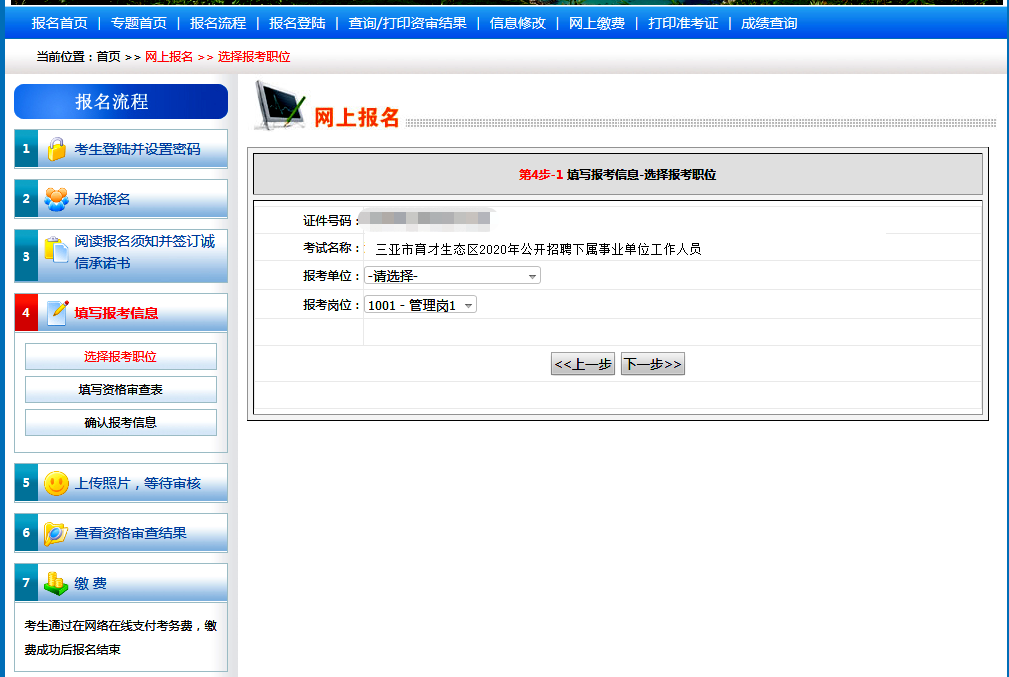 报名首页 | 专题首页 | 报名流程 | 报名登陆 | 查询/打印资审结果 | 信息修改 | 网上缴费 | 打印准考证 | 成绩查询
当前位置：首页 >> 网上报名 >> 选择报考职位
报名流程
1 考生登陆并设置密码
2 开始报名
3 阅读报名须知并签订诚
信承诺书
4 填写报考信息
选择报考职位
填写资格审查表
确认报考信息
5 上传照片，等待审核
6 查看资格审查结果
7 缴 费
考生通过在网络在线支付考务费，缴
费成功后报名结束
网上报名
第4步-1 填写报考信息-选择报考职位
证件号码：
考试名称： 三亚市育才生态区2020年公开招聘下属事业单位工作人员
报考单位： -请选择-
报考岗位： 1001 - 管理岗1
<<上一步 下一步>>